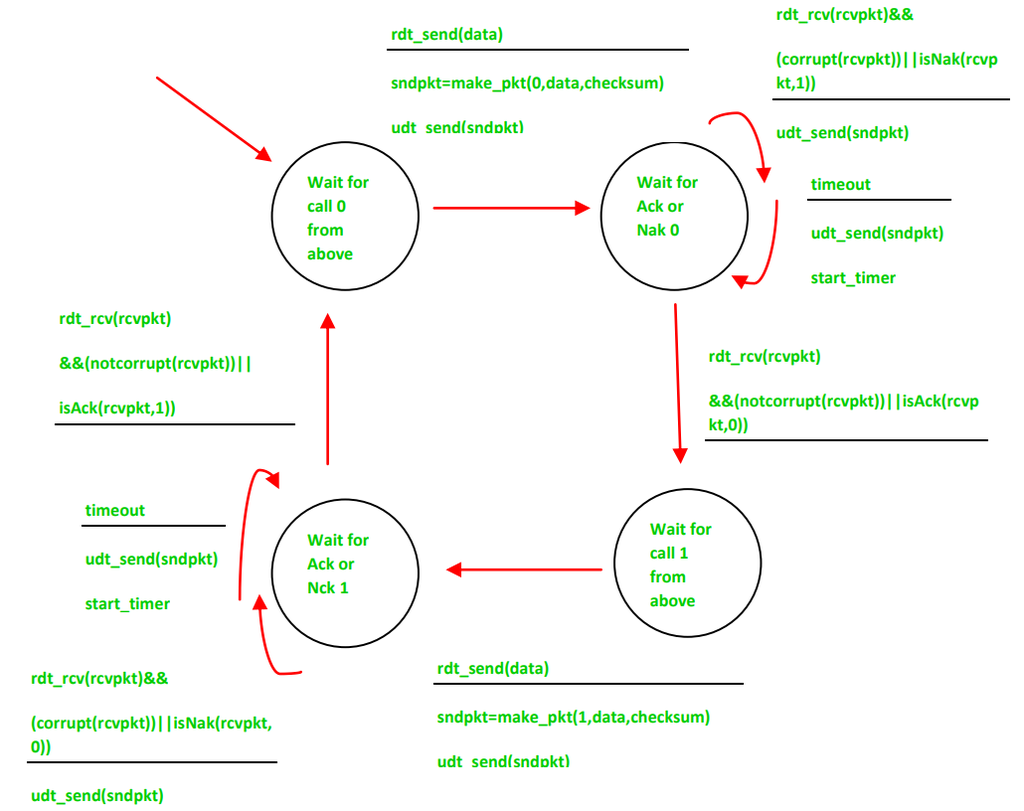 rdt_send(data)
sndpkt=make_pkt(0,data,checksum)
udt_send(sndpkt)
rdt_rcv(rcvpkt)&&
(corrupt(rcvpkt))||isNak(rcvp
kt,1))
udt_send(sndpkt)
Wait for
call 0
from
above
Wait for
Ack or
Nak 0
timeout
udt_send(sndpkt)
start_timer
rdt_rcv(rcvpkt)
&&(notcorrupt(rcvpkt))||
isAck(rcvpkt,1))
rdt_rcv(rcvpkt)
&&(notcorrupt(rcvpkt))||isAck(rcvp
kt,0))
timeout
udt_send(sndpkt)
start_timer
Wait for
Ack or
Nck 1
Wait for
call 1
from
above
rdt_rcv(rcvpkt)&&
(corrupt(rcvpkt))||isNak(rcvpkt,
0))
udt_send(sndpkt)
rdt_send(data)
sndpkt=make_pkt(1,data,checksum)
udt_send(sndpkt)